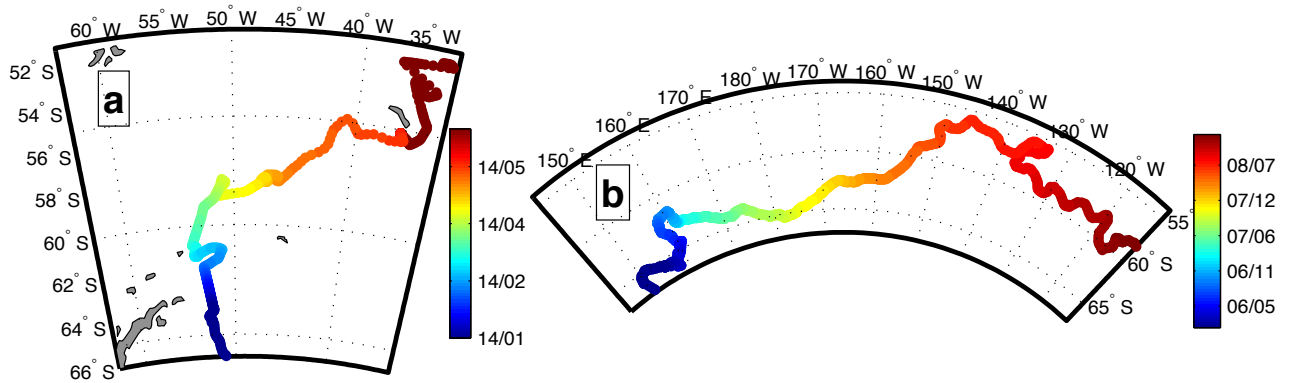 60° W
55° W
50° W
45° W
40° W
35° W
52° S
54° S
56° S
58° S
60° S
62° S
64° S
66° S
a
14/05
14/04
14/02
14/01
150° E
160° E
170° E
180° W
170° W
160° W
150° W
140° W
130° W
120° W
55
60° S
65° S
b
08/07
07/12
07/06
06/11
06/05